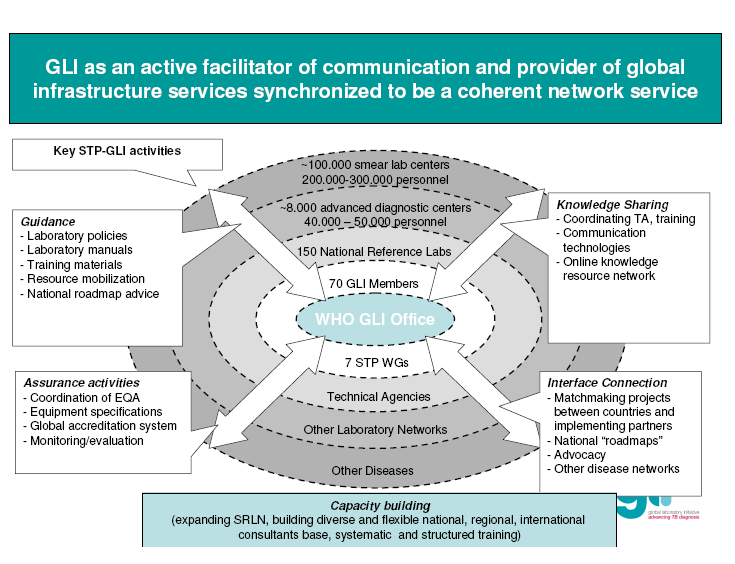 GLI as an active facilitator of communication and provider of global
infrastructure services synchronized to be a coherent network service
Key STP-GLI activities
~100.000 smear lab centers
200.000-300.000 personnel
~8.000 advanced diagnostic centers
40.000 – 50,000 personnel
150 National Reference Labs
70 GLI Members
WHO GLI Office
7 STP WGs
Technical Agencies
Other Laboratory Networks
Other Diseases
Guidance
- Laboratory policies
- Laboratory manuals
- Training materials
- Resource mobilization
- National roadmap advice
Knowledge Sharing
- Coordinating TA, training
- Communication
technologies
- Online knowledge
resource network
Assurance activities
- Coordination of EQA
- Equipment specifications
- Global accreditation system
- Monitoring/evaluation
Interface Connection
- Matchmaking projects
between countries and
implementing partners
- National “roadmaps”
- Advocacy
- Other disease networks
Capacity building
(expanding SRLN, building diverse and flexible national, regional, international
consultants base, systematic and structured training)
gli
global laboratory initiative
advancing TB diagnosis